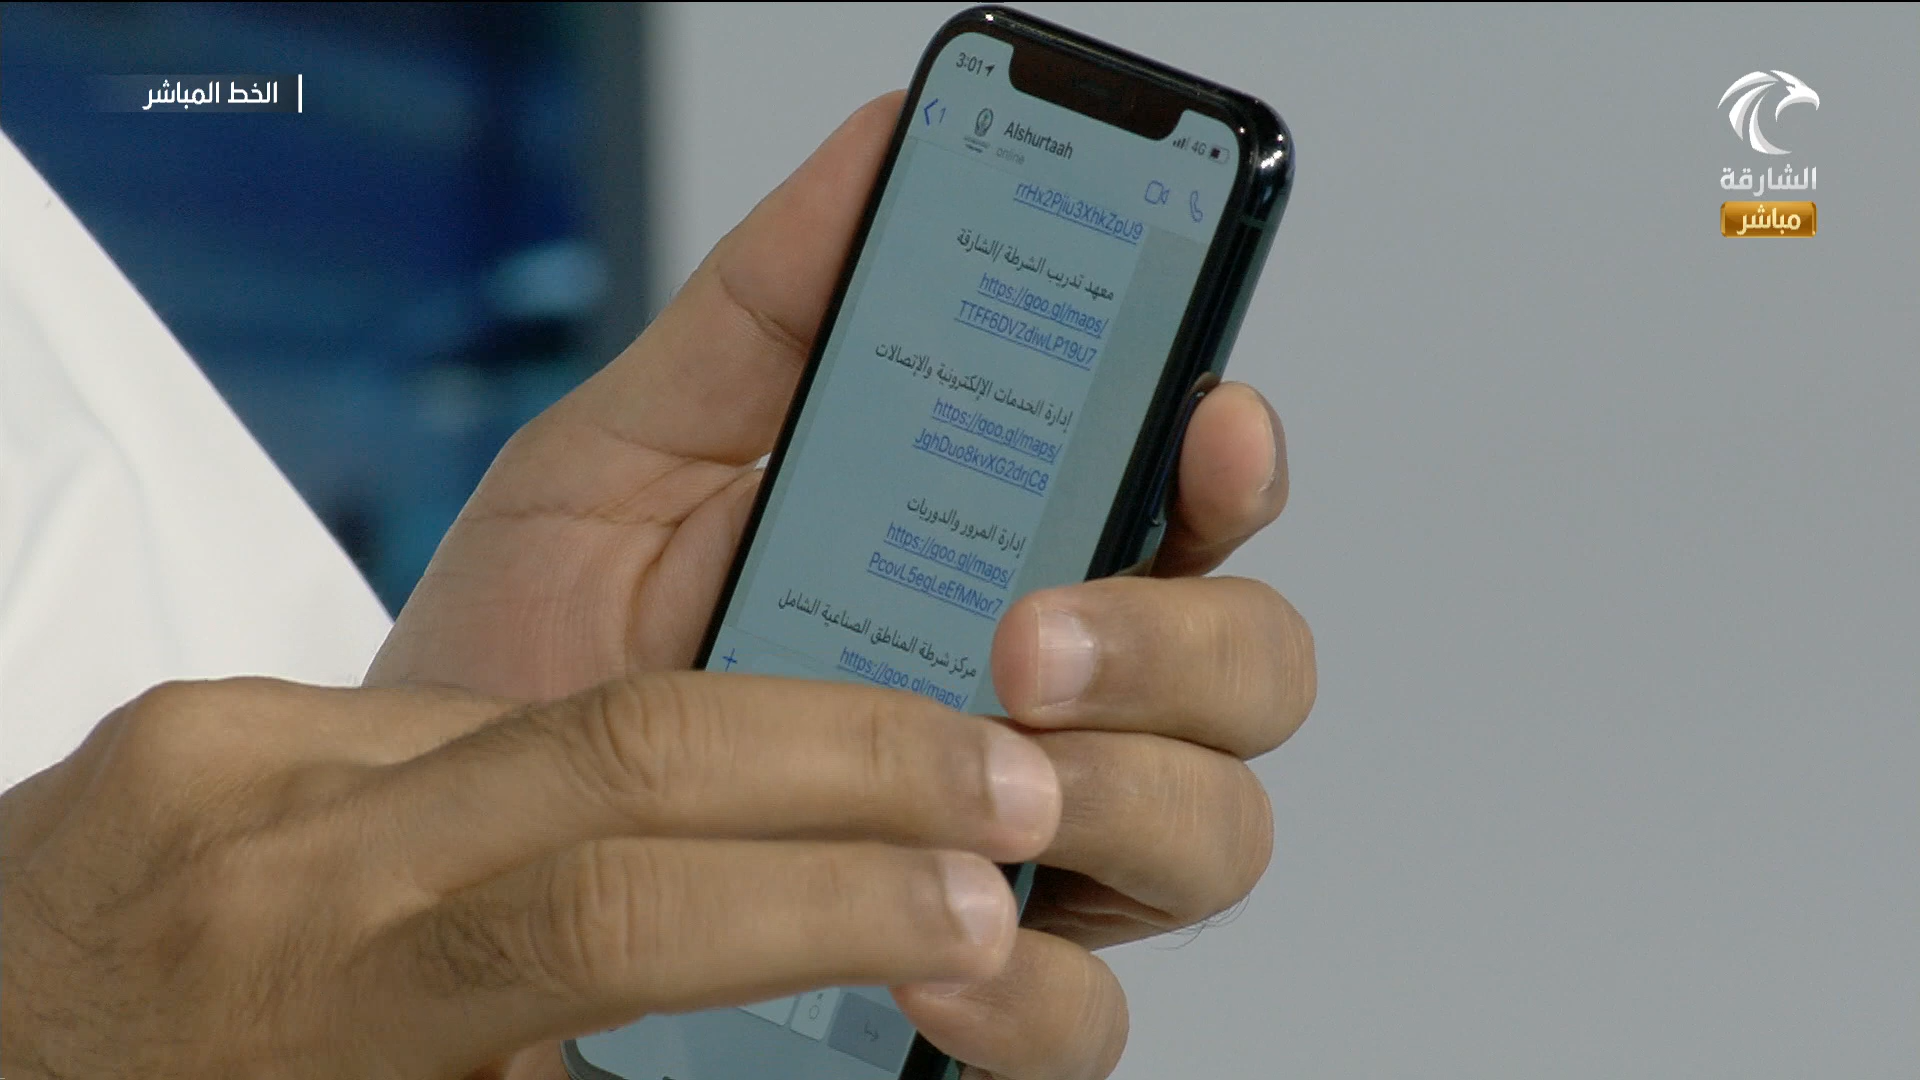 الخط المباشر
الشارقة
مباشر
3:01
4G
1
Alshurtaah
online
rrHx2Pjiu3XhkZpU9
معهد تدريب الشرطة /الشارقة
https://goo.gl/maps/
TTFF6DVZdiwLP19U7
إدارة الخدمات الإلكترونية والإتصالات
https://goo.gl/maps/
JghDuo8kvXG2drjC8
إدارة المرور والدوريات
https://goo.gl/maps/
PcovL5egLeEfMNor7
مركز شرطة المناطق الصناعية الشامل
https://goo.gl/maps/